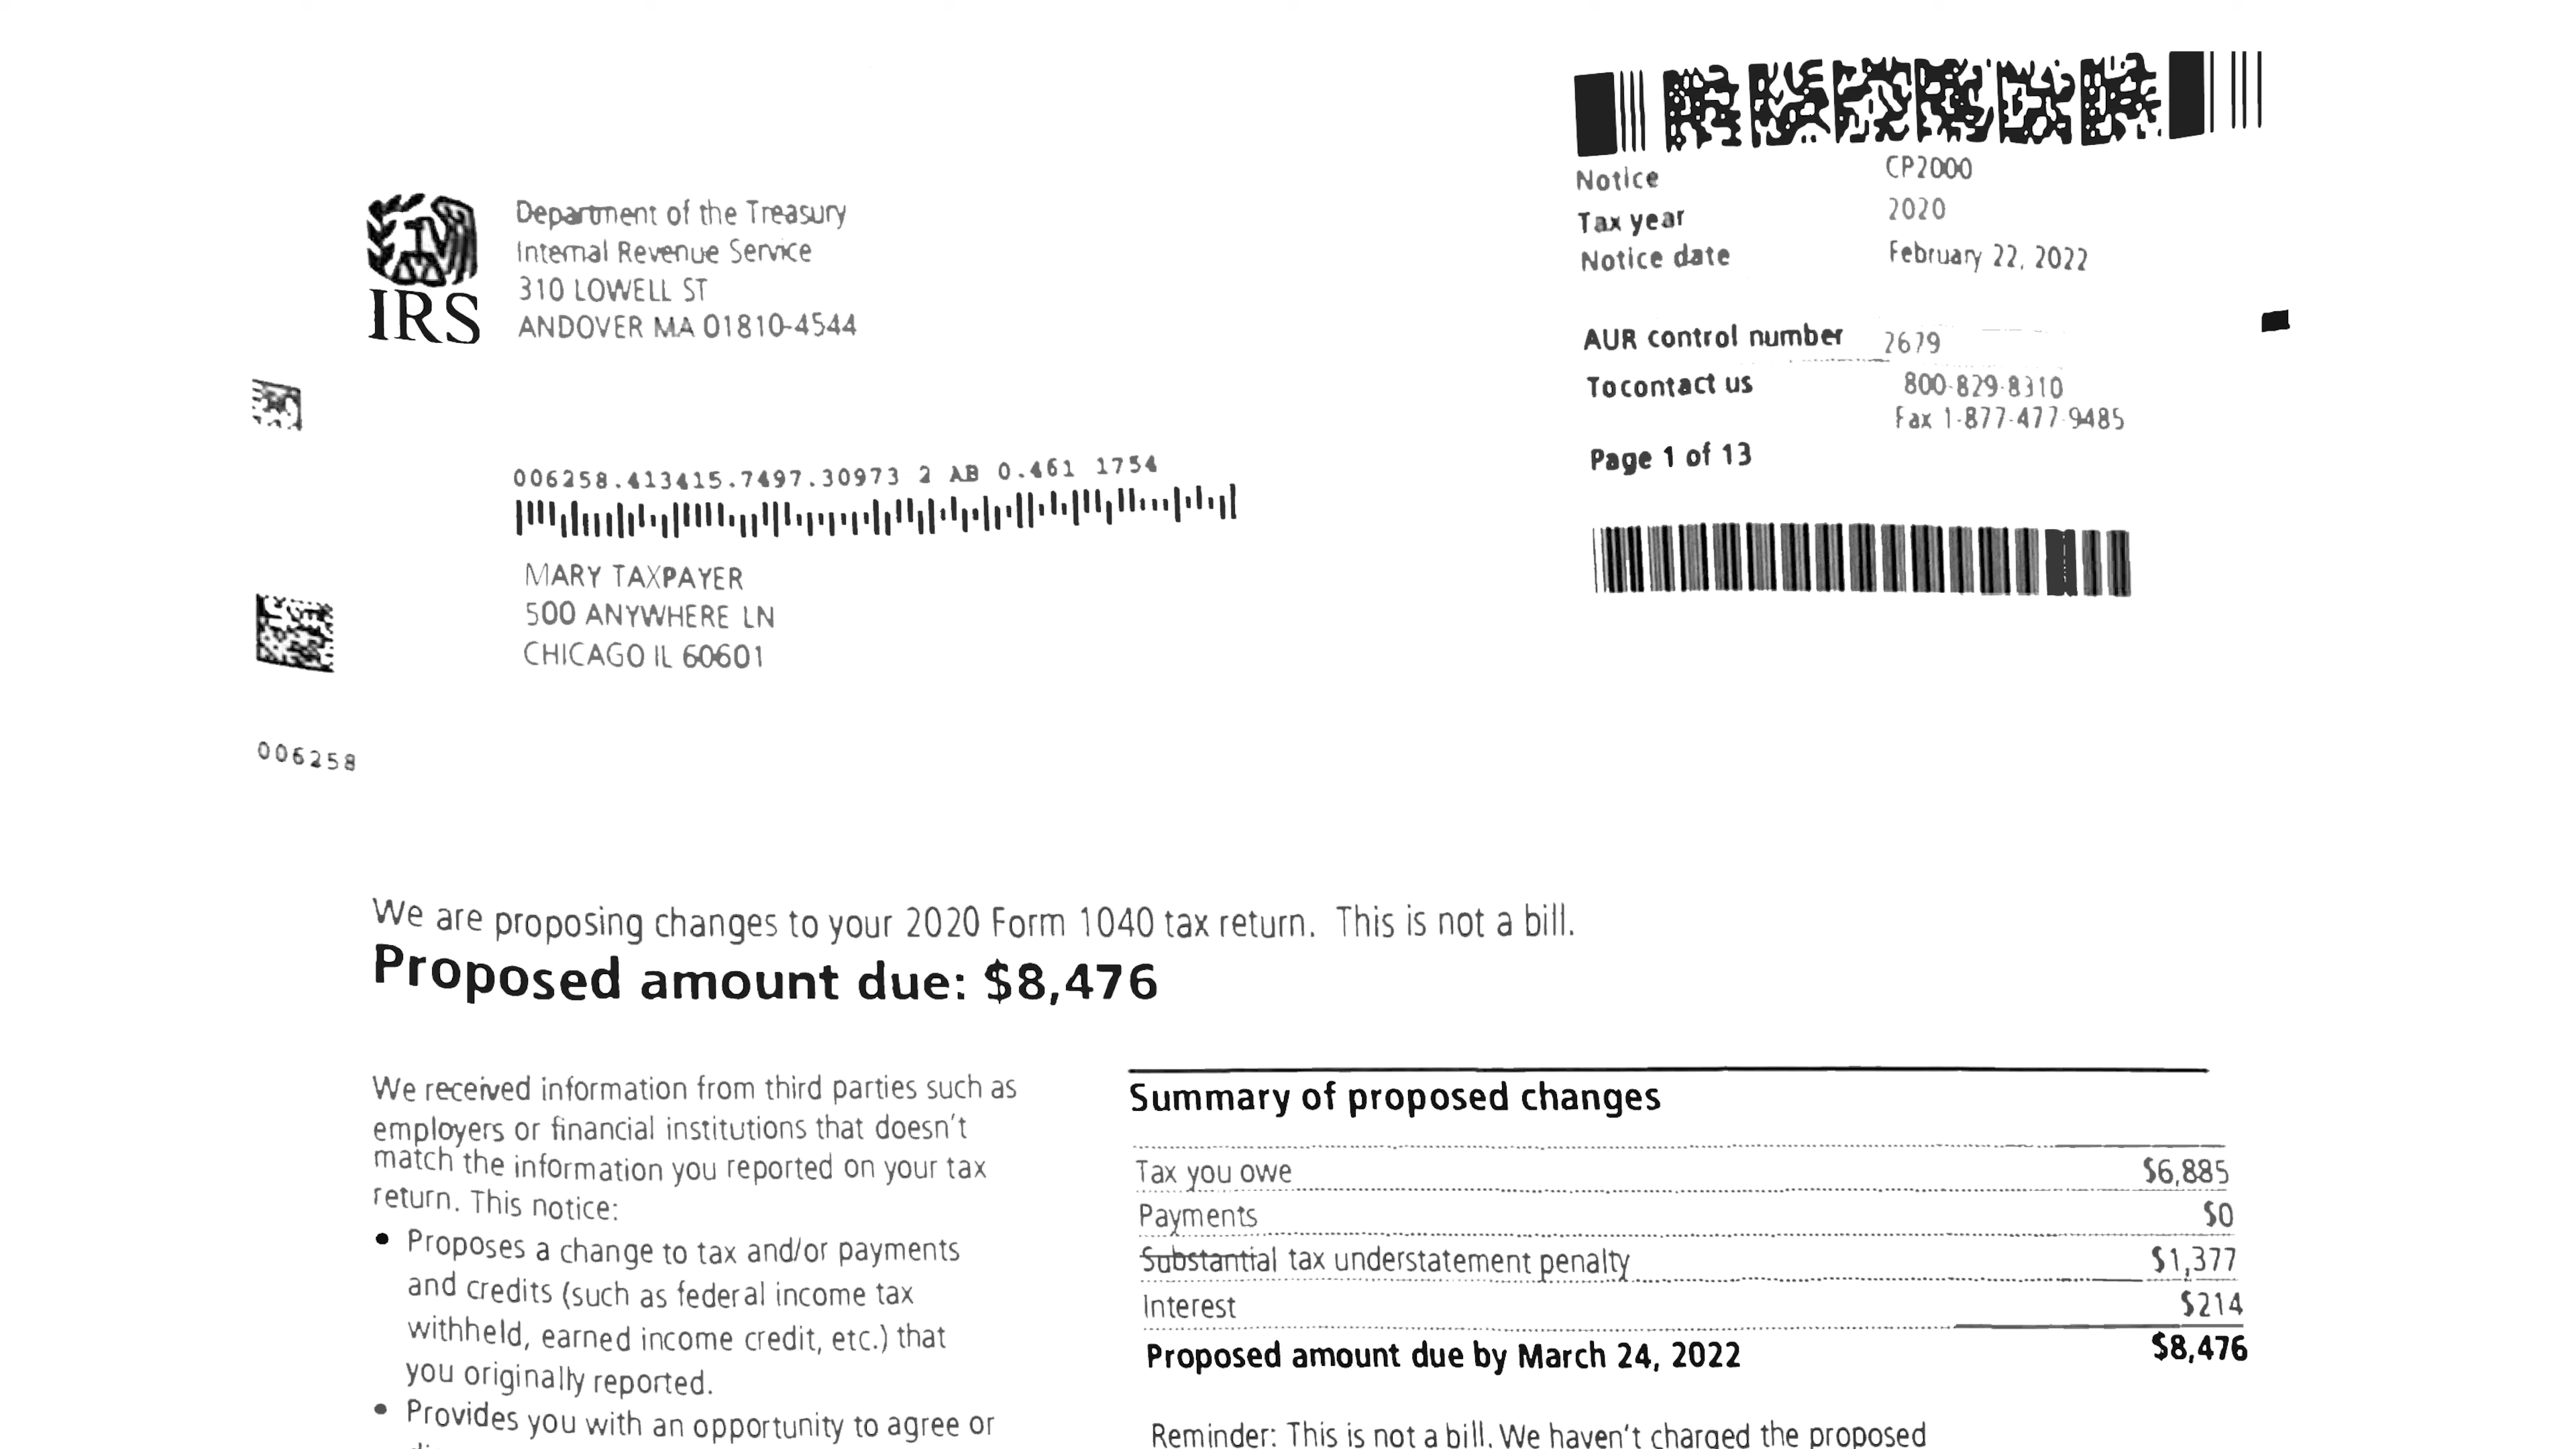 Notice CP2000
Tax year 2020
Notice date February 22, 2022
AUR control number 2679
To contact us 800-829-8310
Fax 1-877-477-9485
Page 1 of 13
IRS
Department of the Treasury
Internal Revenue Service
310 LOWELL ST
ANDOVER MA 01810-4544
006258.413415.7497.30973 2 AB 0.461 1754
MARY TAXPAYER
500 ANYWHERE LN
CHICAGO IL 60601
006258
We are proposing changes to your 2020 Form 1040 tax return. This is not a bill.
Proposed amount due: $8,476
We received information from third parties such as
employers or financial institutions that doesn't
match the information you reported on your tax
return. This notice:
• Proposes a change to tax and/or payments
and credits (such as federal income tax
withheld, earned income credit, etc.) that
you originally reported.
• Provides you with an opportunity to agree or
Summary of proposed changes
Tax you owe $6,885
Payments $0
Substantial tax understatement penalty $1,377
Interest $214
Proposed amount due by March 24, 2022 $8,476
Reminder: This is not a bill. We haven't charged the proposed